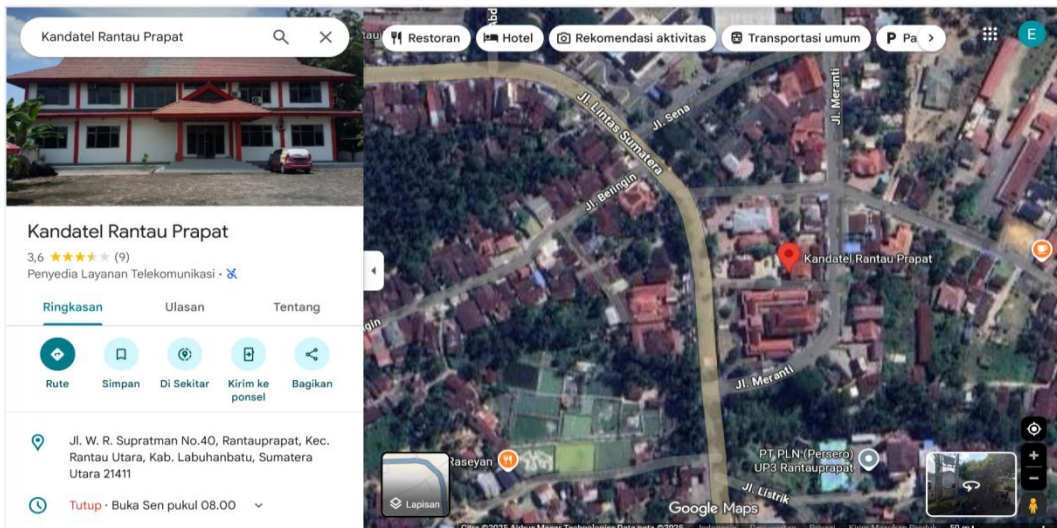 Kandatel Rantau Prapat
Restoran
Hotel
Rekomendasi aktivitas
Transportasi umum
Pa
E
Kandatel Rantau Prapat
3,6 (9)
Penyedia Layanan Telekomunikasi ·
Ringkasan
Ulasan
Tentang
Rute
Simpan
Di Sekitar
Kirim ke
ponsel
Bagikan
Jl. W. R. Supratman No.40, Rantauprapat, Kec.
Rantau Utara, Kab. Labuhanbatu, Sumatera
Utara 21411
Tutup · Buka Sen pukul 08.00
Abd
Jl. Lintas Sumatera
Jl. Sena
Jl. Meranti
Jl. Beringin
Kandatel Rantau Prapat
gin
Jl. Meranti
Raseyan
PT PLN (Persero)
UP3 Rantauprapat
Jl. Listrik
Lapisan
Google Maps